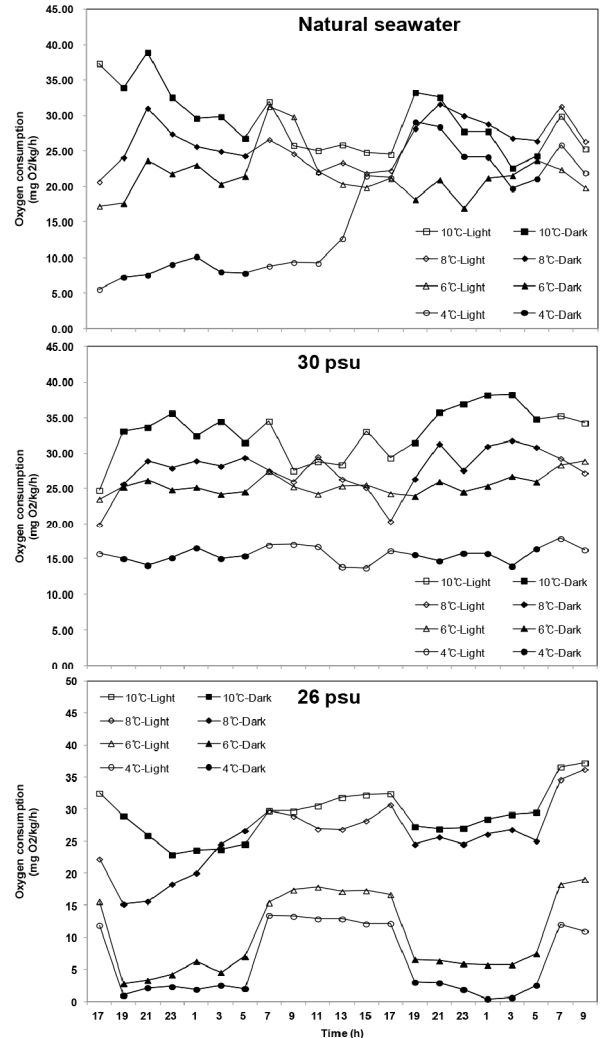 Natural seawater
45.00
40.00
35.00
30.00
25.00
20.00
15.00
10.00
5.00
0.00
Oxygen consumption
(mg O2/kg/h)
10℃-Light 10℃-Dark
8℃-Light 8℃-Dark
6℃-Light 6℃-Dark
4℃-Light 4℃-Dark
30 psu
45.00
40.00
35.00
30.00
25.00
20.00
15.00
10.00
5.00
0.00
Oxygen consumption
(mg O2/kg/h)
10℃-Light 10℃-Dark
8℃-Light 8℃-Dark
6℃-Light 6℃-Dark
4℃-Light 4℃-Dark
26 psu
50
45
40
35
30
25
20
15
10
5
0
Oxygen consumption
(mg O2/kg/h)
10℃-Light 10℃-Dark
8℃-Light 8℃-Dark
6℃-Light 6℃-Dark
4℃-Light 4℃-Dark
17 19 21 23 1 3 5 7 9 11 13 15 17 19 21 23 1 3 5 7 9
Time (h)